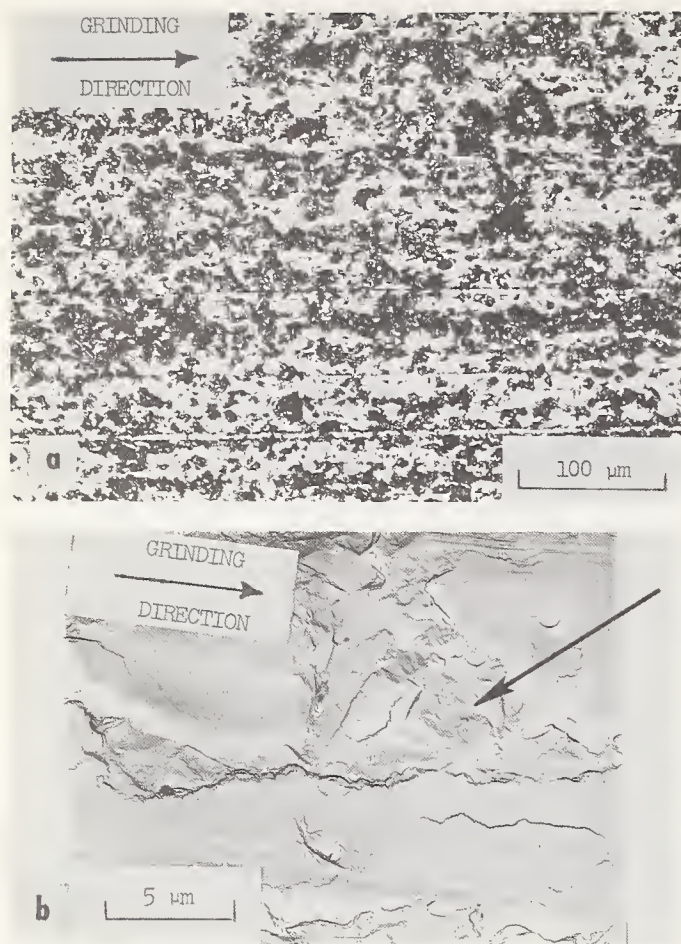 GRINDING
DIRECTION
a
100 µm
GRINDING
DIRECTION
b
5 µm